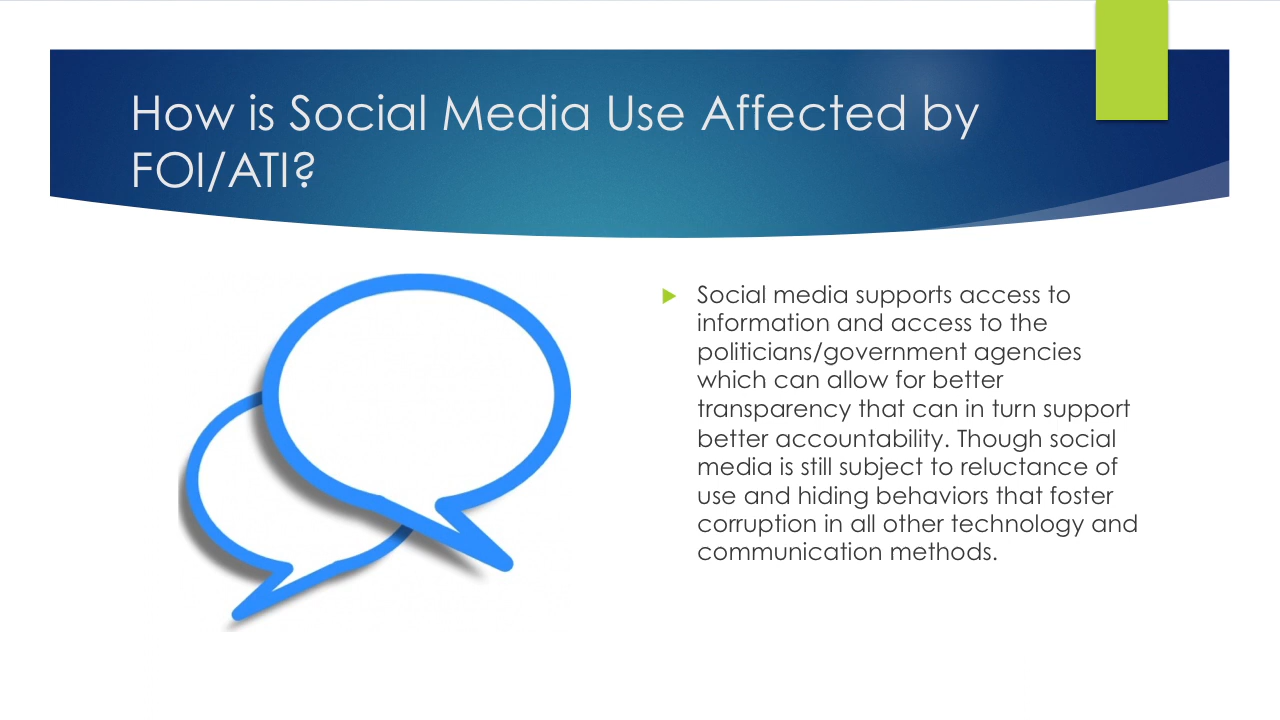 How is Social Media Use Affected by
FOI/ATI?
Social media supports access to
information and access to the
politicians/government agencies
which can allow for better
transparency that can in turn support
better accountability. Though social
media is still subject to reluctance of
use and hiding behaviors that foster
corruption in all other technology and
communication methods.